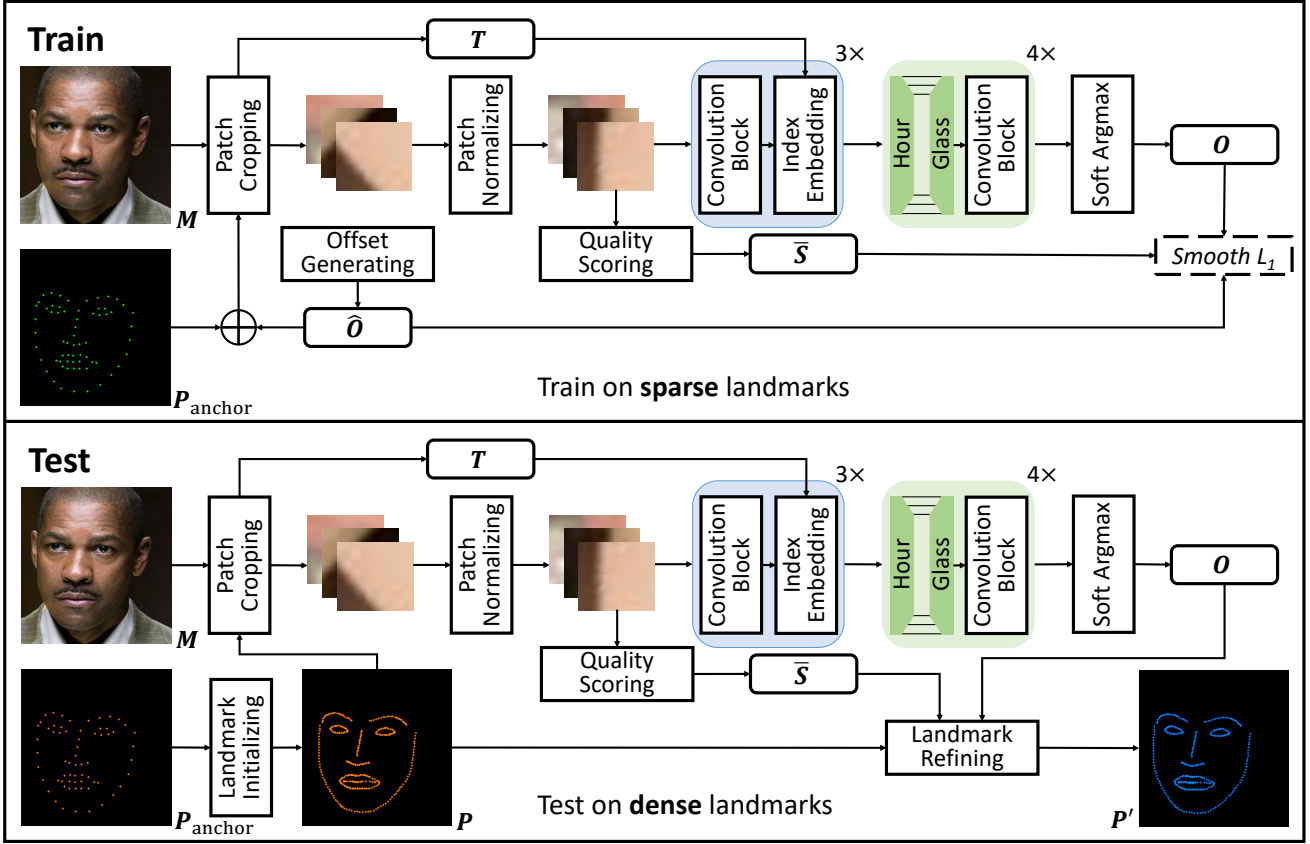 Train
T
3×
4×
Patch
Cropping
Patch
Normalizing
Convolution
Block
Index
Embedding
Hour
Glass
Convolution
Block
Soft Argmax
O
M
Offset
Generating
Quality
Scoring
S̅
Smooth L₁
Ô
P_anchor
Train on sparse landmarks
Test
T
3×
4×
Patch
Cropping
Patch
Normalizing
Convolution
Block
Index
Embedding
Hour
Glass
Convolution
Block
Soft Argmax
O
M
Quality
Scoring
S̅
Landmark
Initializing
Landmark
Refining
P_anchor
P
Test on dense landmarks
P′